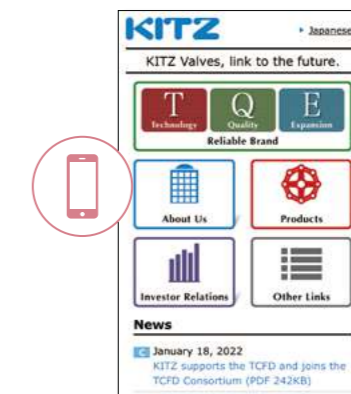 KITZ
Japanese
KITZ Valves, link to the future.
T Q E
Technology Quality Expansion
Reliable Brand
About Us Products
Investor Relations Other Links
News
C January 18, 2022
KITZ supports the TCFD and joins the
TCFD Consortium (PDF 242KB)